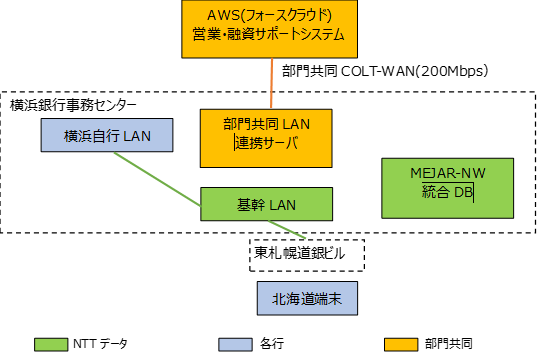 AWS(フォースクラウド)
営業・融資サポートシステム
部門共同 COLT-WAN(200Mbps)
横浜銀行事務センター
横浜自行 LAN
部門共同 LAN
連携サーバ
MEJAR-NW
統合 DB
基幹 LAN
東札幌道銀ビル
北海道端末
NTT データ
各行
部門共同